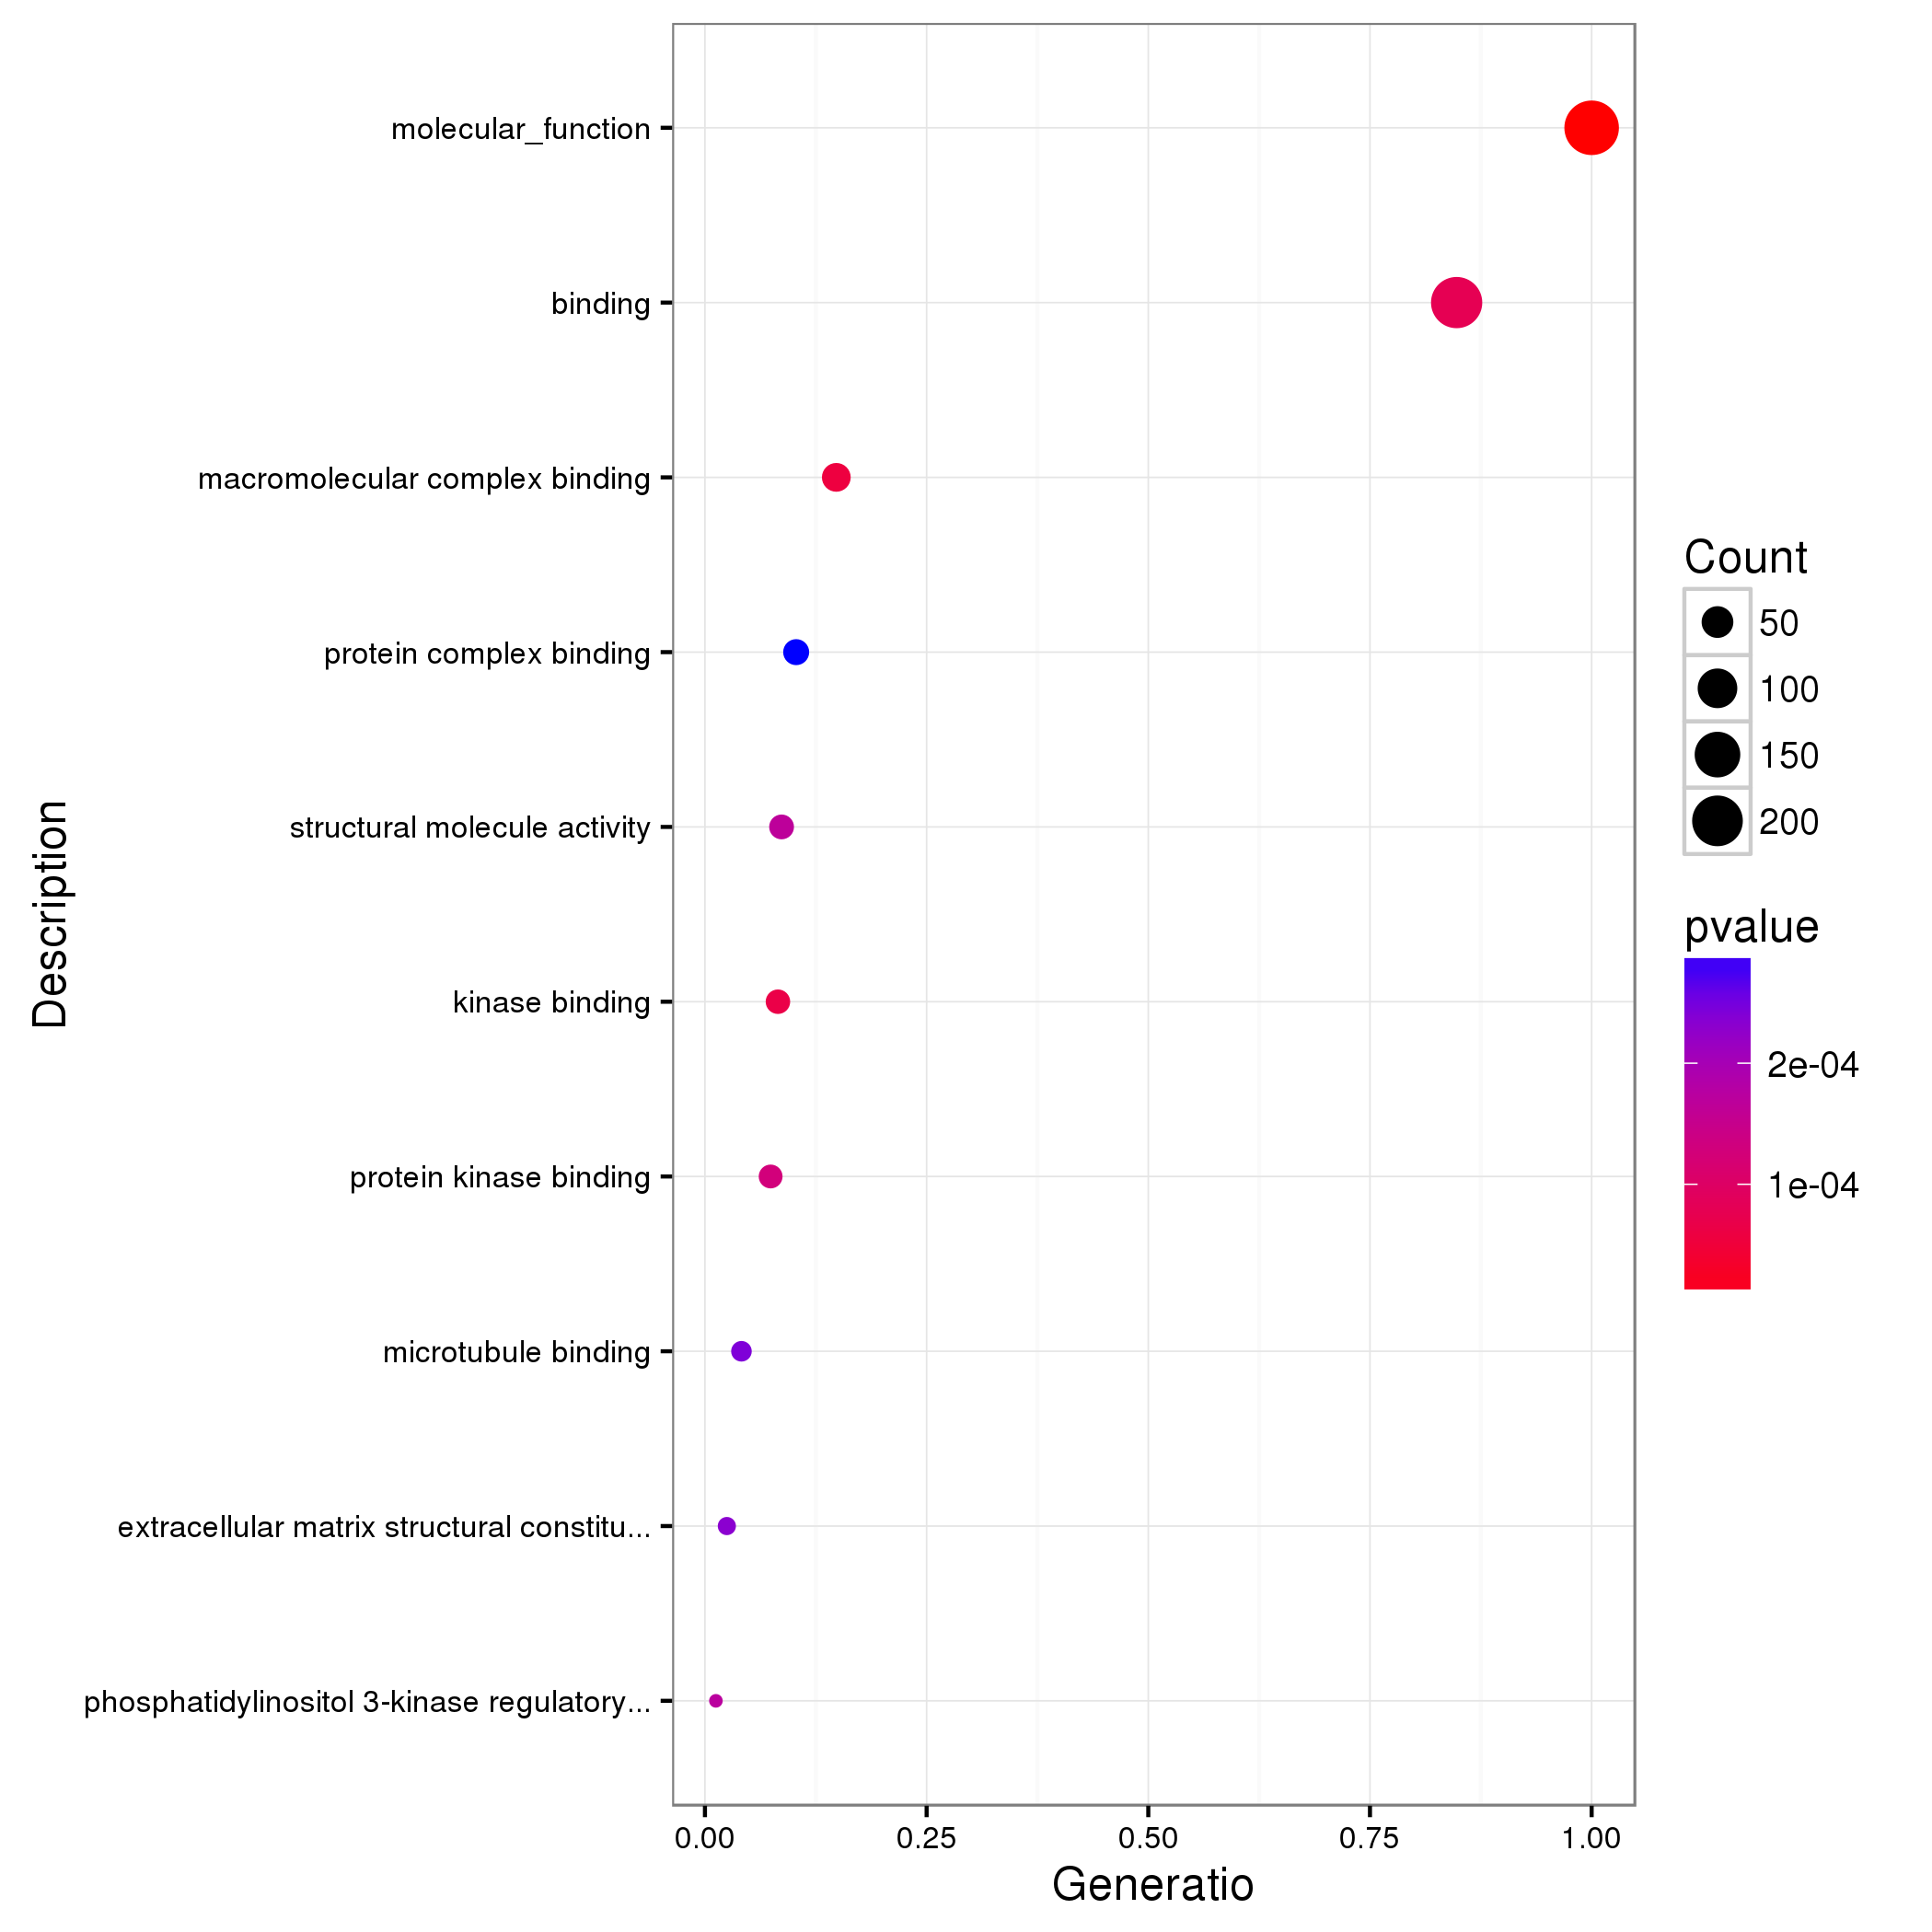 molecular_function
binding
macromolecular complex binding
protein complex binding
structural molecule activity
kinase binding
protein kinase binding
microtubule binding
extracellular matrix structural constitu...
phosphatidylinositol 3-kinase regulatory...
Description
0.00 0.25 0.50 0.75 1.00
Generatio
Count
50
100
150
200
pvalue
2e-04
1e-04